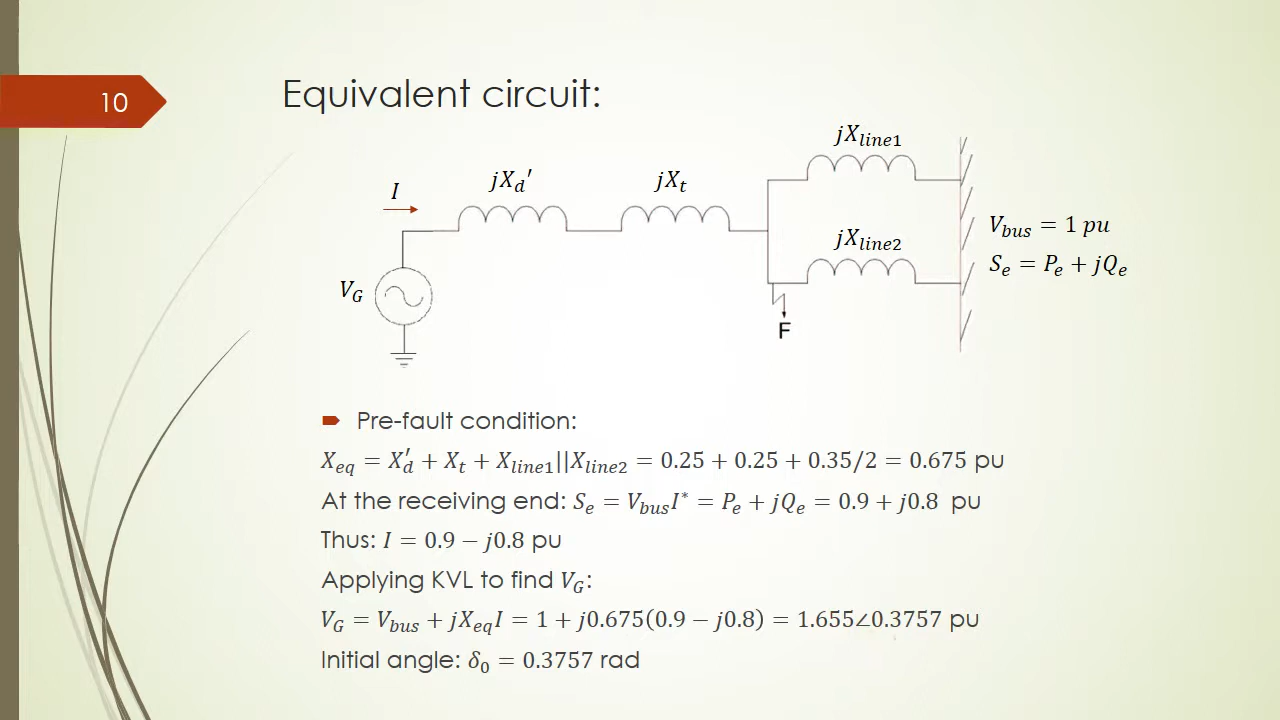 10
Equivalent circuit:
jX_line1
I
jX_d′
jX_t
jX_line2
V_bus = 1 pu
S_e = P_e + jQ_e
V_G
F
Pre-fault condition:
X_eq = X_d′ + X_t + X_line1||X_line2 = 0.25 + 0.25 + 0.35/2 = 0.675 pu
At the receiving end: S_e = V_bus I* = P_e + jQ_e = 0.9 + j0.8 pu
Thus: I = 0.9 − j0.8 pu
Applying KVL to find V_G:
V_G = V_bus + jX_eq I = 1 + j0.675(0.9 − j0.8) = 1.655∠0.3757 pu
Initial angle: δ_0 = 0.3757 rad